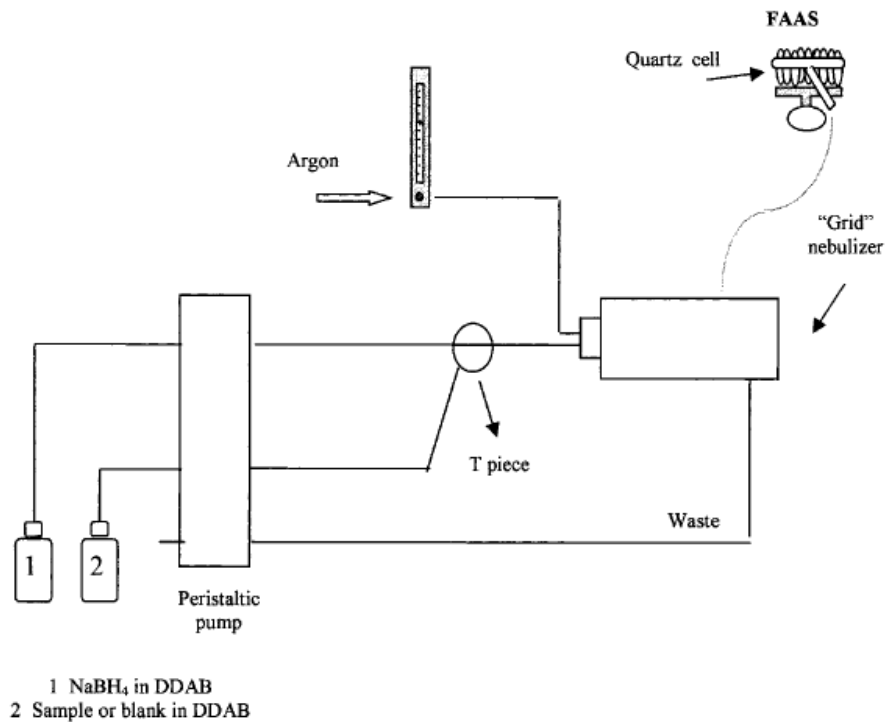 FAAS
Quartz cell
Argon
“Grid”
nebulizer
T piece
Waste
1
2
Peristaltic
pump
1 NaBH₄ in DDAB
2 Sample or blank in DDAB